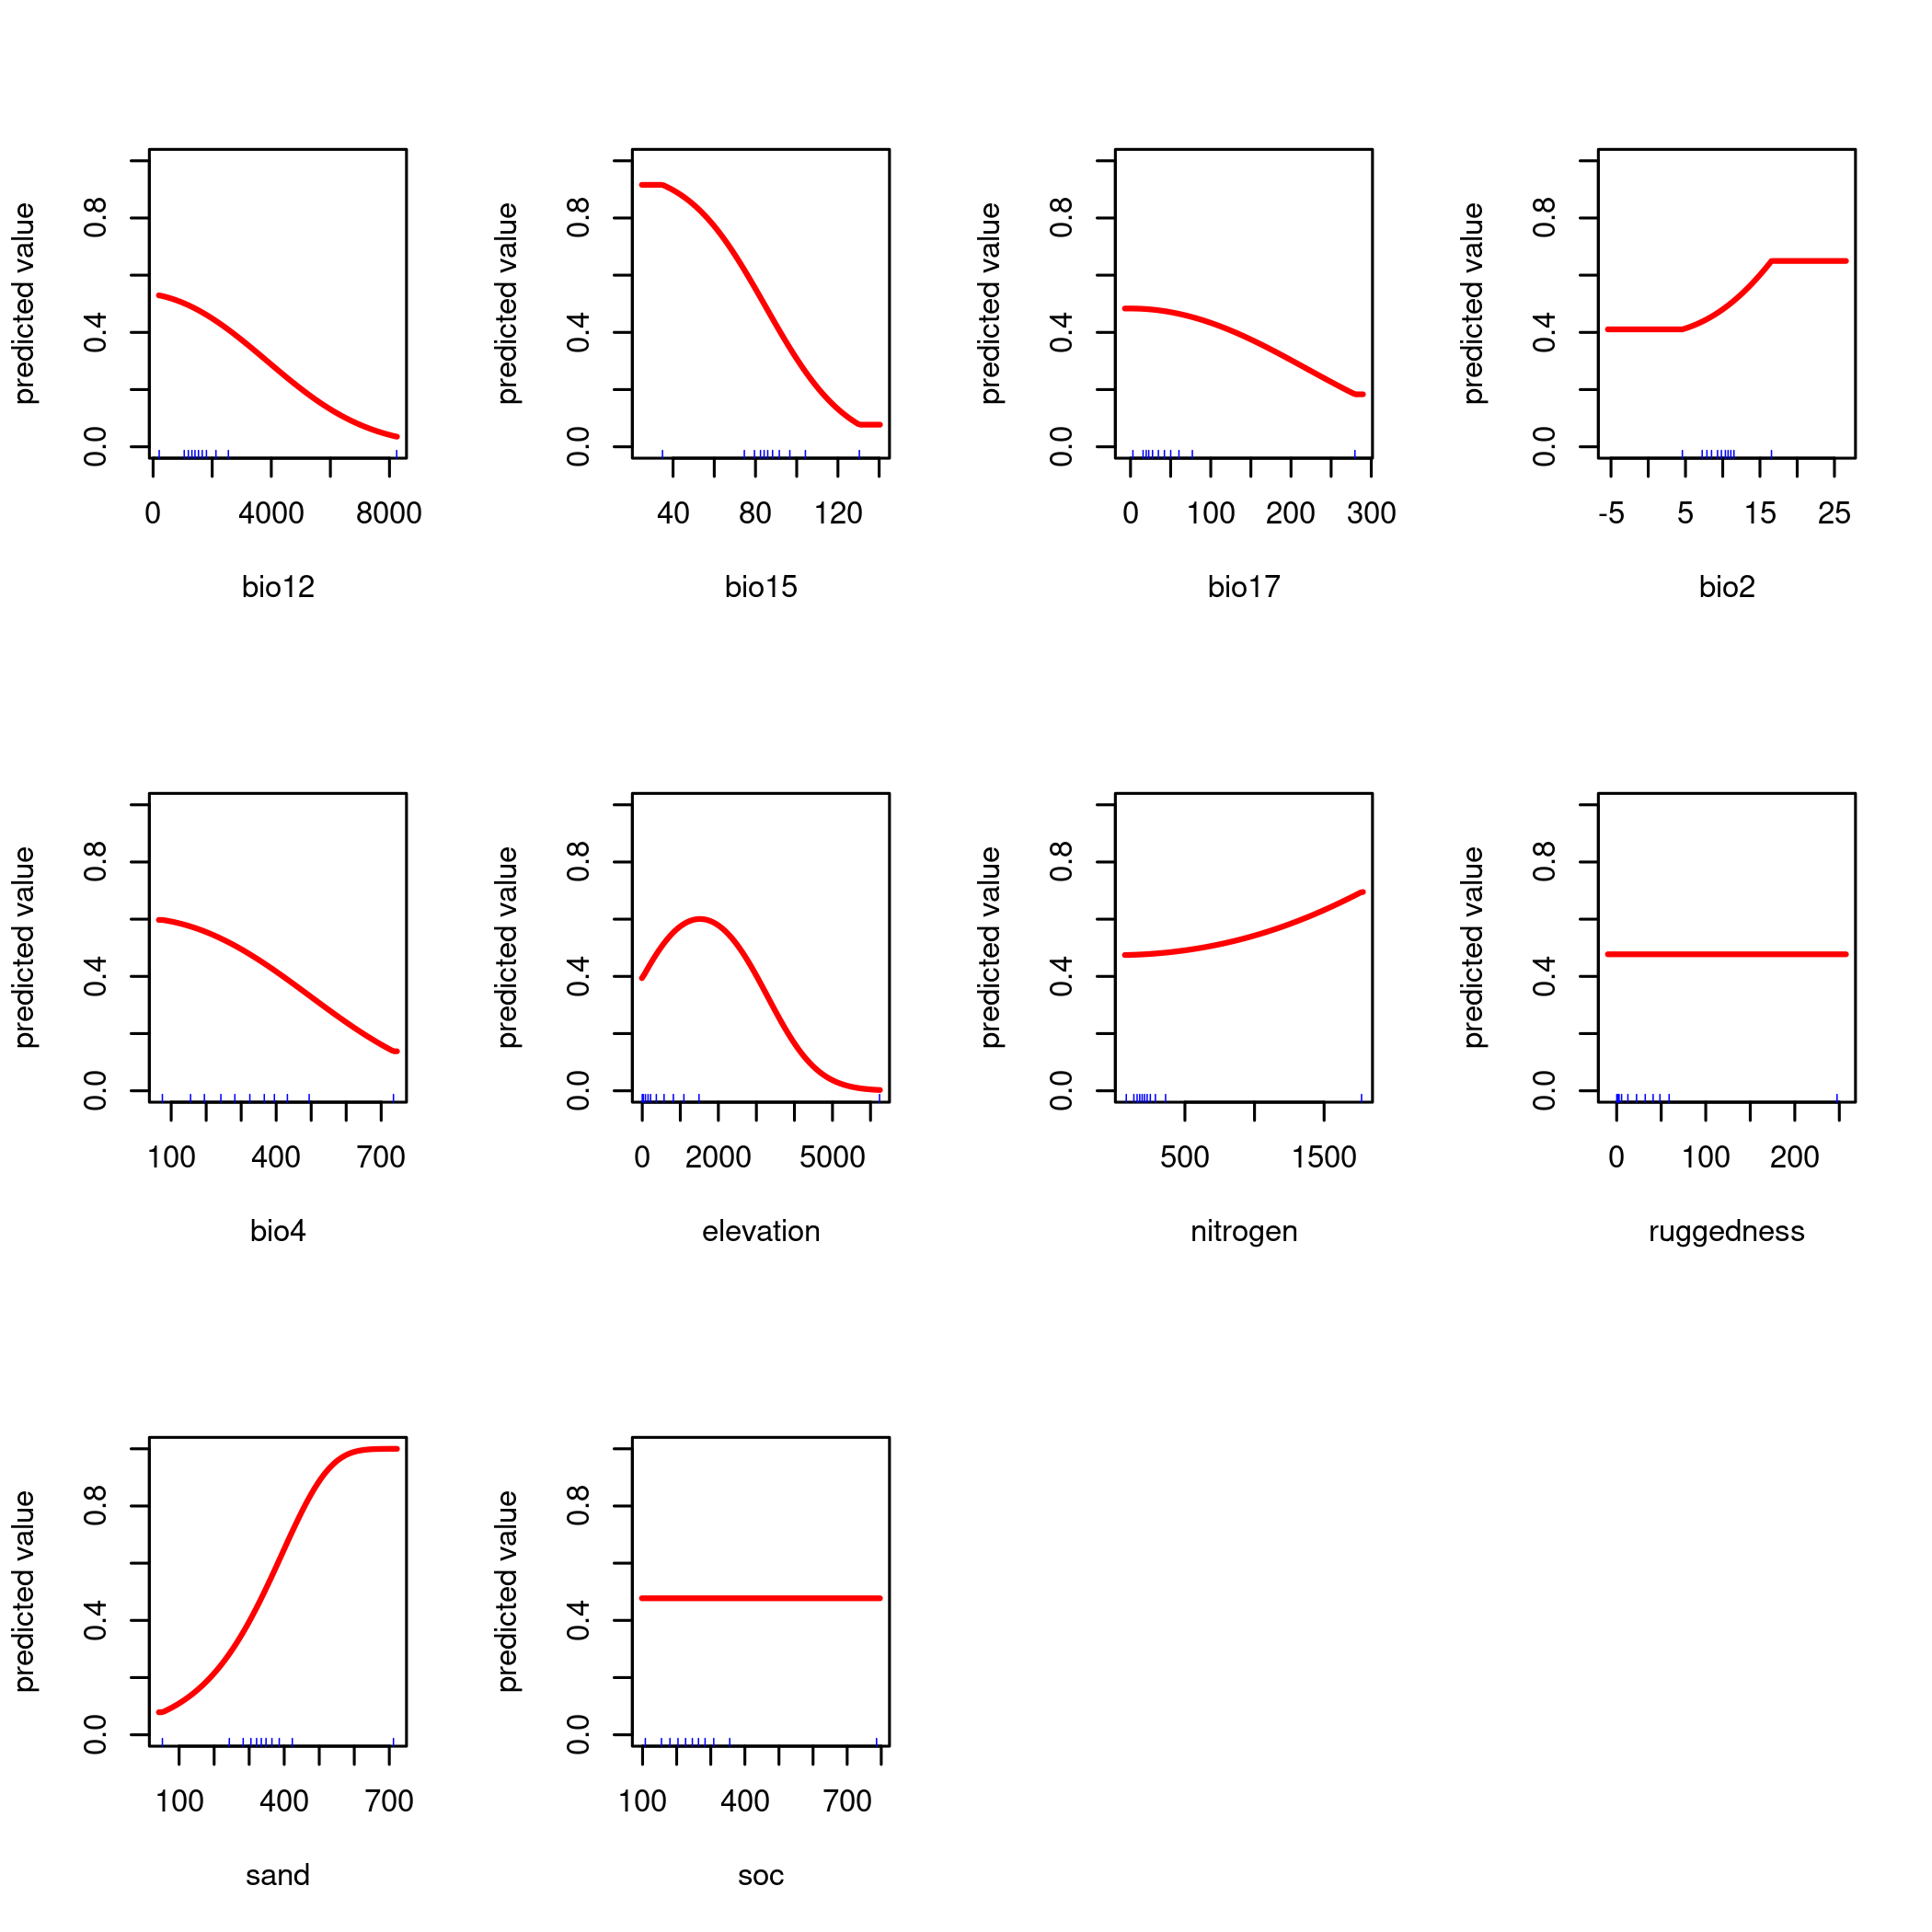 predicted value
0.0 0.4 0.8
0 4000 8000
bio12
predicted value
0.0 0.4 0.8
40 80 120
bio15
predicted value
0.0 0.4 0.8
0 100 200 300
bio17
predicted value
0.0 0.4 0.8
-5 5 15 25
bio2
predicted value
0.0 0.4 0.8
100 400 700
bio4
predicted value
0.0 0.4 0.8
0 2000 5000
elevation
predicted value
0.0 0.4 0.8
500 1500
nitrogen
predicted value
0.0 0.4 0.8
0 100 200
ruggedness
predicted value
0.0 0.4 0.8
100 400 700
sand
predicted value
0.0 0.4 0.8
100 400 700
soc